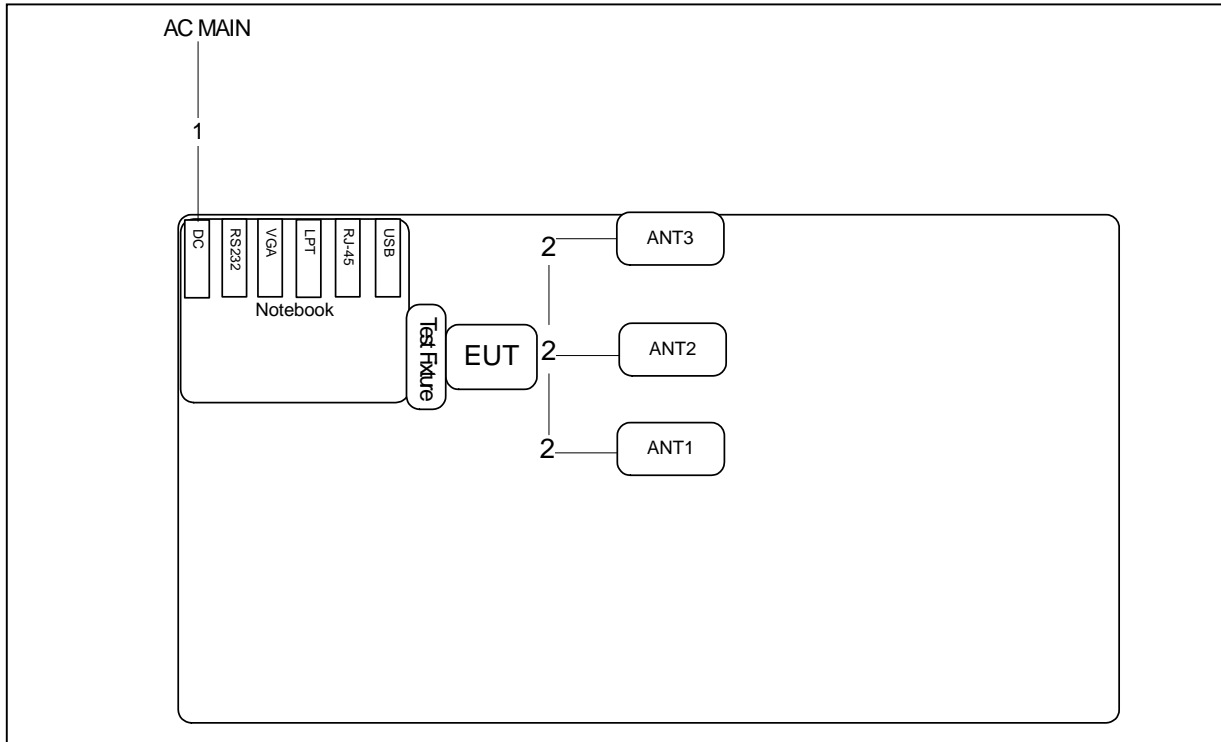 AC MAIN
1
DC
RS232
VGA
LPT
RJ-45
USB
Notebook
Test Fixture
EUT
2
ANT3
2
ANT2
2
ANT1